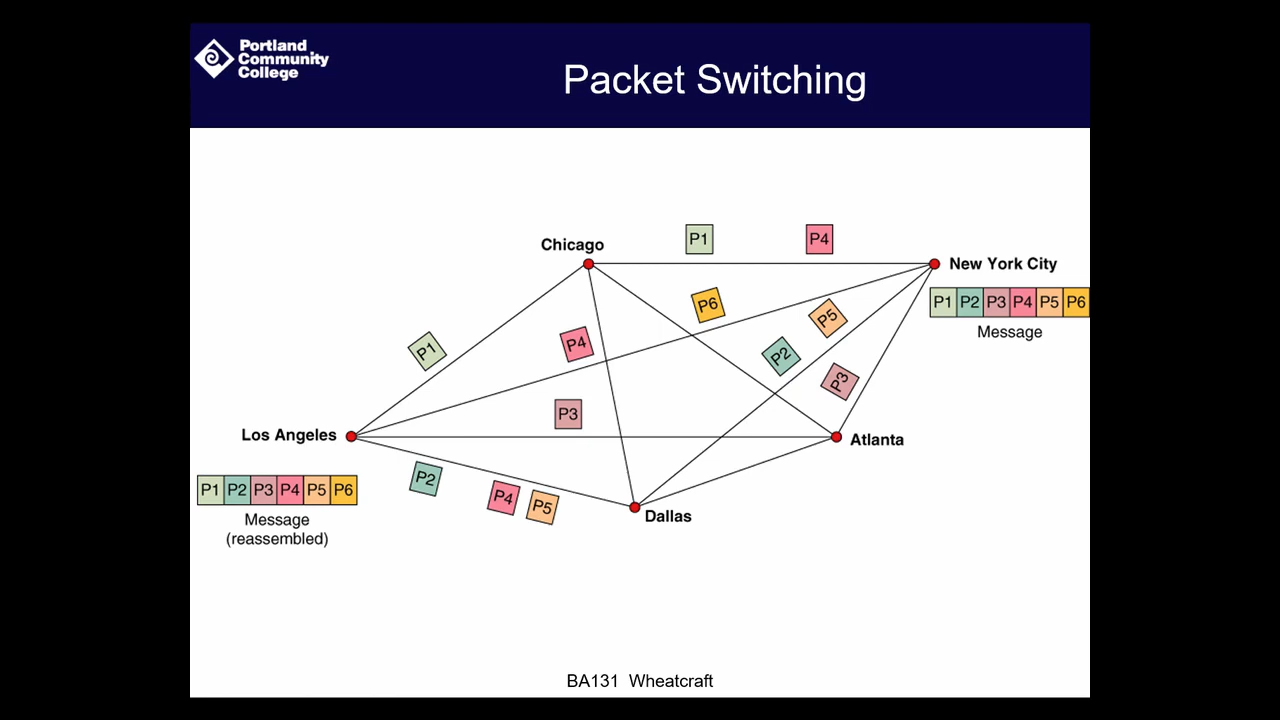 Portland
Community
College
Packet Switching
P1
P4
Chicago
New York City
P1 P2 P3 P4 P5 P6
Message
P6
P5
P4
P1
P2
P3
P3
Los Angeles
Atlanta
P2
P4
P5
P1 P2 P3 P4 P5 P6
Message
(reassembled)
Dallas
BA131 Wheatcraft